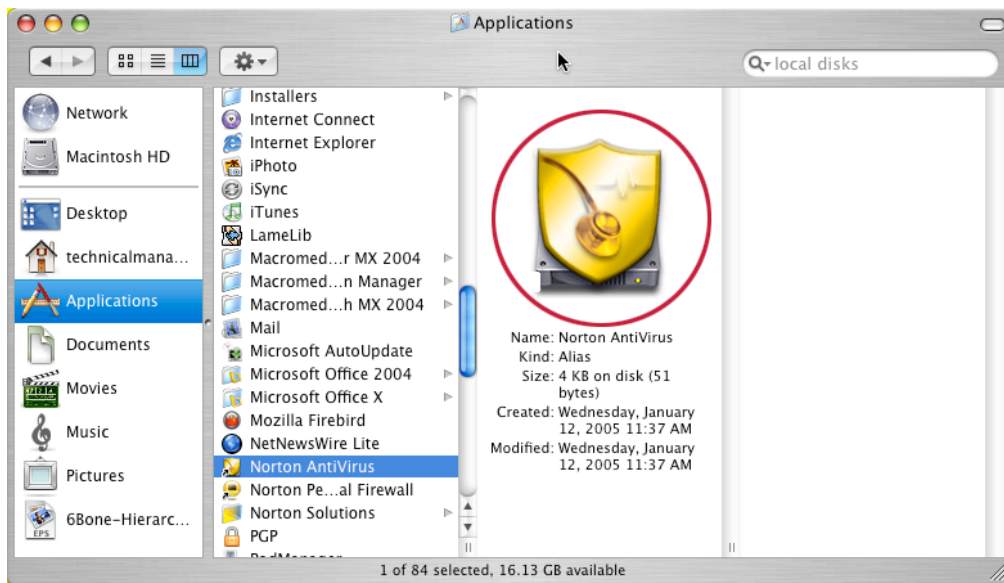 Applications
local disks
Network
Macintosh HD
Desktop
technicalmana...
Applications
Documents
Movies
Music
Pictures
6Bone-Hierarc...
EPS
Installers
Internet Connect
Internet Explorer
iPhoto
iSync
iTunes
LameLib
Macromed...r MX 2004
Macromed...n Manager
Macromed...h MX 2004
Mail
Microsoft AutoUpdate
Microsoft Office 2004
Microsoft Office X
Mozilla Firebird
NetNewsWire Lite
Norton AntiVirus
Norton Pe...al Firewall
Norton Solutions
PGP
PodManager
Name: Norton AntiVirus
Kind: Alias
Size: 4 KB on disk (51
bytes)
Created: Wednesday, January
12, 2005 11:37 AM
Modified: Wednesday, January
12, 2005 11:37 AM
1 of 84 selected, 16.13 GB available